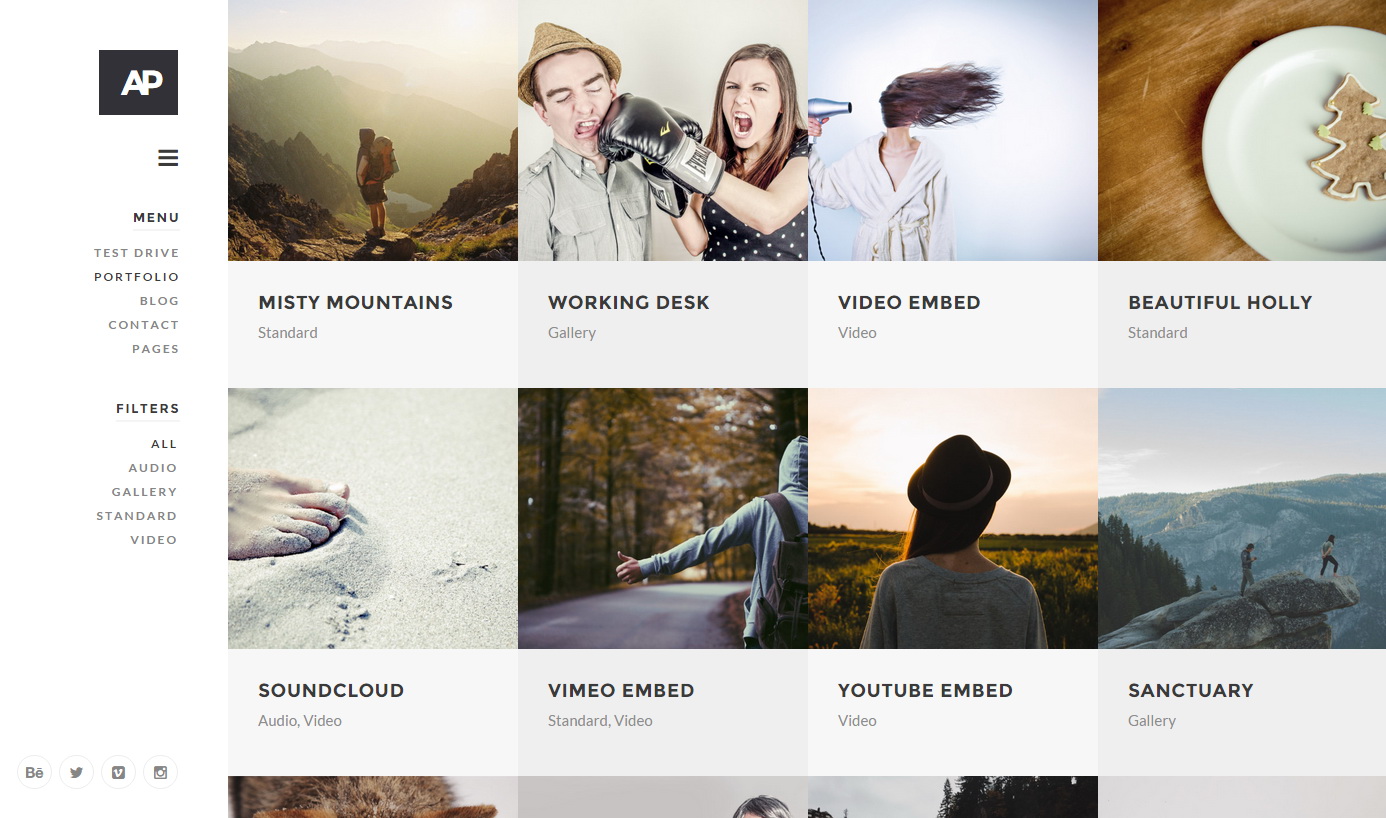 AP
MENU
TEST DRIVE
PORTFOLIO
BLOG
CONTACT
PAGES
FILTERS
ALL
AUDIO
GALLERY
STANDARD
VIDEO
Bē
MISTY MOUNTAINS
Standard
WORKING DESK
Gallery
VIDEO EMBED
Video
BEAUTIFUL HOLLY
Standard
SOUNDCLOUD
Audio, Video
VIMEO EMBED
Standard, Video
YOUTUBE EMBED
Video
SANCTUARY
Gallery